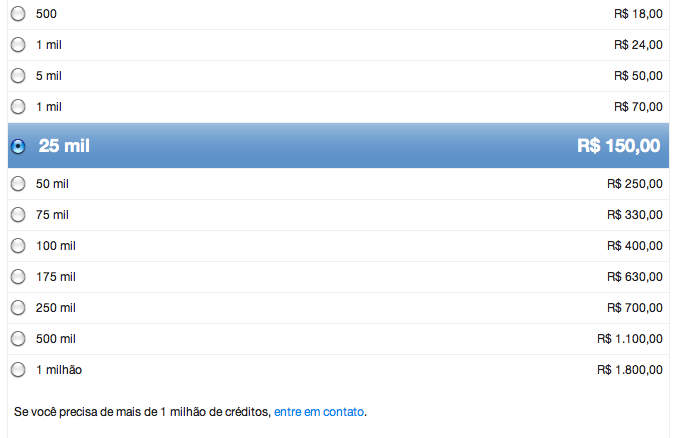 500 R$ 18,00
1 mil R$ 24,00
5 mil R$ 50,00
1 mil R$ 70,00
25 mil R$ 150,00
50 mil R$ 250,00
75 mil R$ 330,00
100 mil R$ 400,00
175 mil R$ 630,00
250 mil R$ 700,00
500 mil R$ 1.100,00
1 milhão R$ 1.800,00
Se você precisa de mais de 1 milhão de créditos, entre em contato.